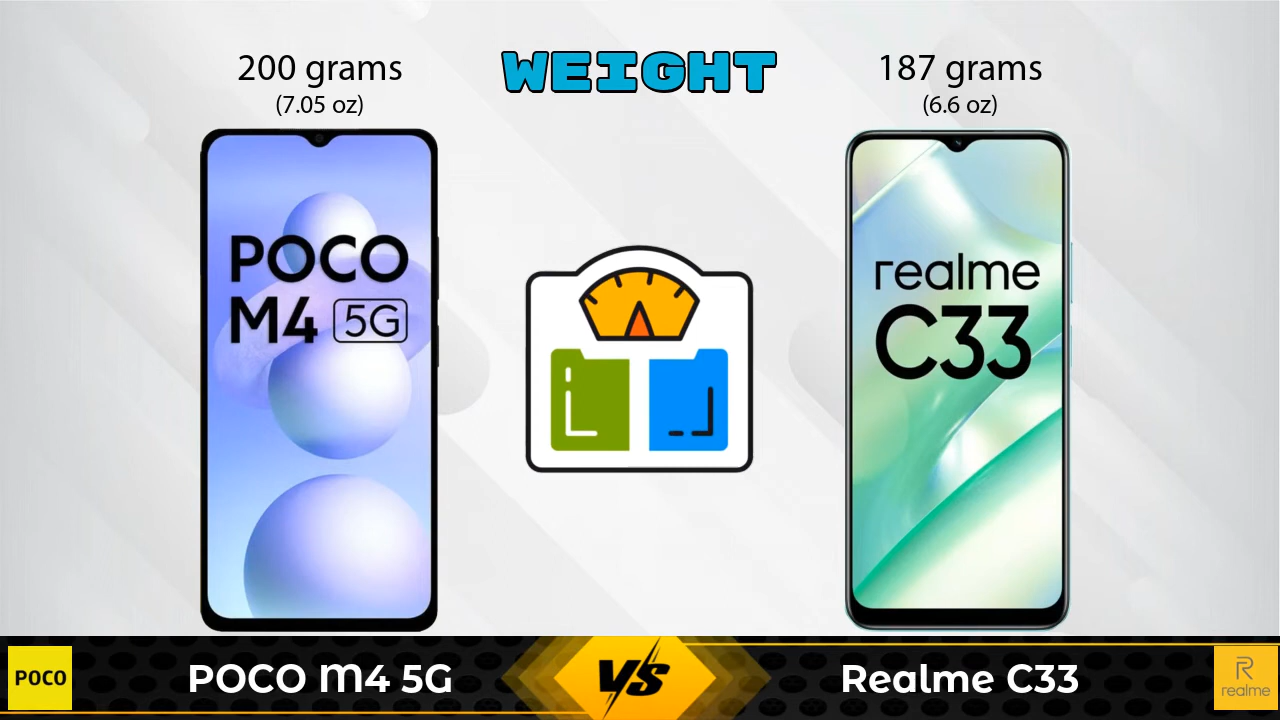 200 grams
(7.05 oz)
WEIGHT
187 grams
(6.6 oz)
POCO
M4 5G
realme
C33
POCO
POCO M4 5G
VS
Realme C33
R
realme